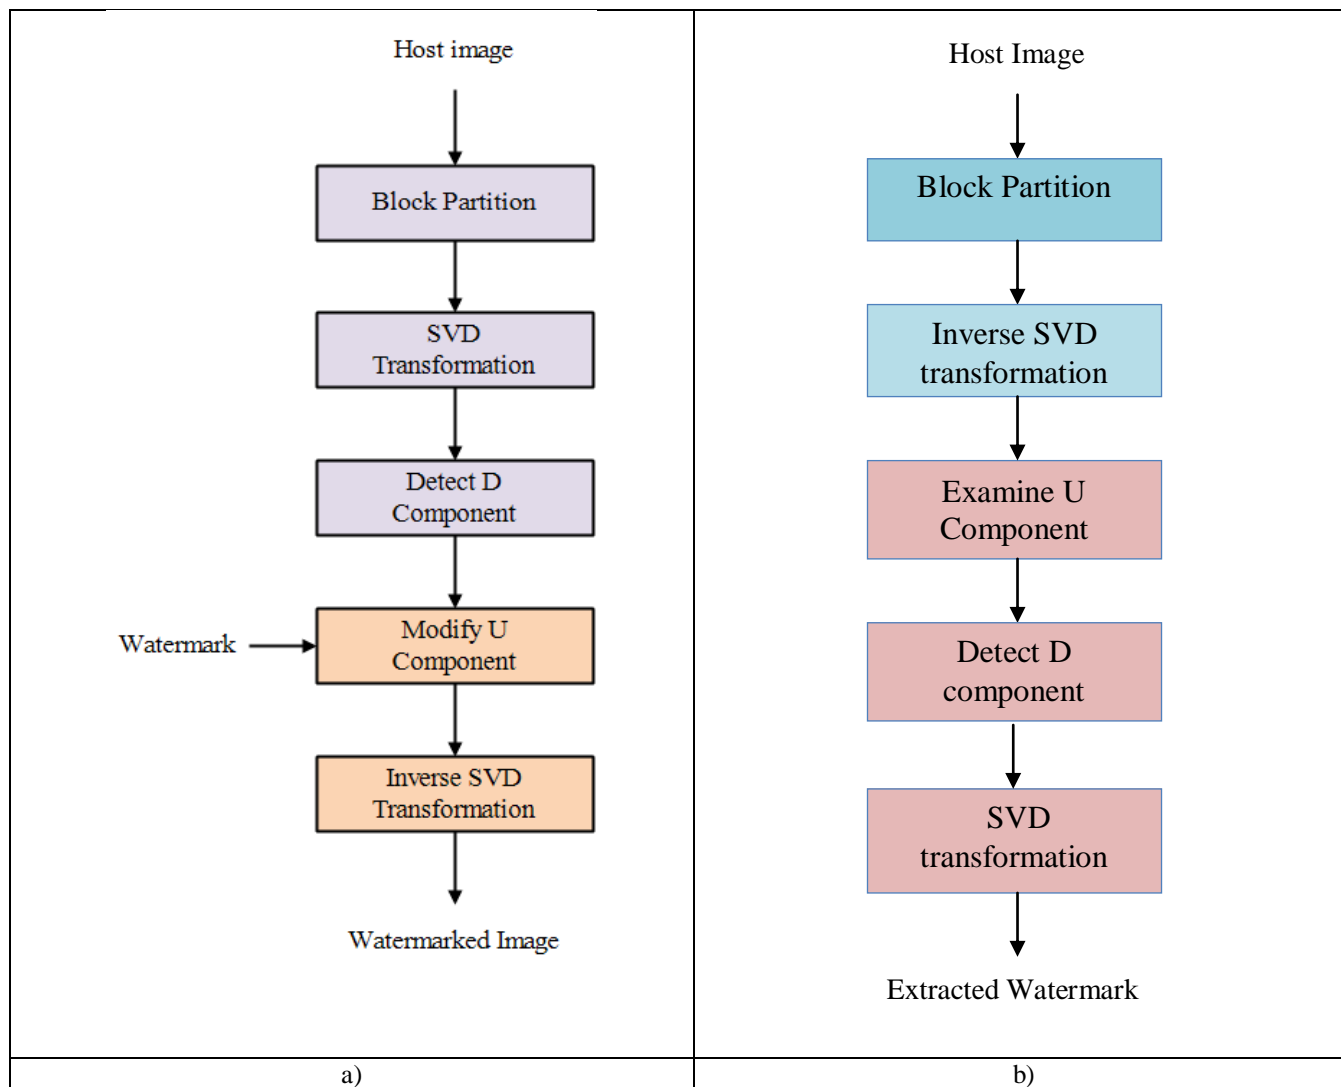 Host image
Block Partition
SVD
Transformation
Detect D
Component
Watermark
Modify U
Component
Inverse SVD
Transformation
Watermarked Image
a)
Host Image
Block Partition
Inverse SVD
transformation
Examine U
Component
Detect D
component
SVD
transformation
Extracted Watermark
b)